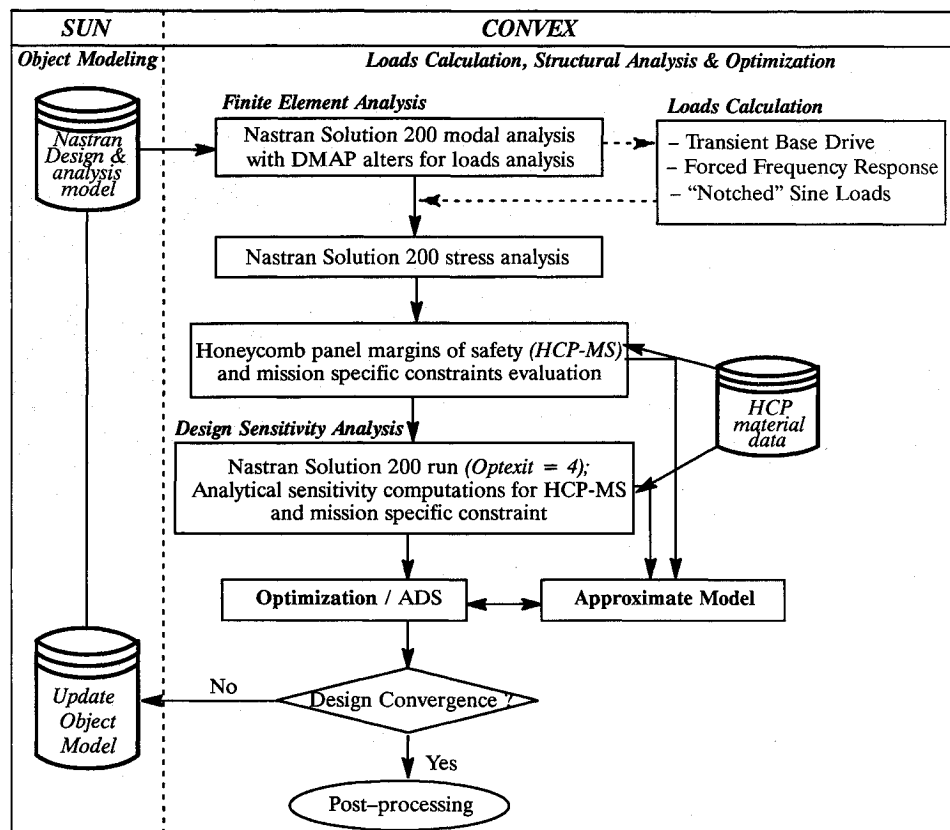 SUN
CONVEX
Object Modeling
Loads Calculation, Structural Analysis & Optimization
Finite Element Analysis
Loads Calculation
Nastran
Design &
analysis
model
Nastran Solution 200 modal analysis
with DMAP alters for loads analysis
– Transient Base Drive
– Forced Frequency Response
– “Notched” Sine Loads
Nastran Solution 200 stress analysis
Honeycomb panel margins of safety (HCP-MS)
and mission specific constraints evaluation
HCP
material
data
Design Sensitivity Analysis
Nastran Solution 200 run (Optexit = 4);
Analytical sensitivity computations for HCP-MS
and mission specific constraint
Optimization / ADS
Approximate Model
Update
Object
Model
No
Design Convergence ?
Yes
Post–processing